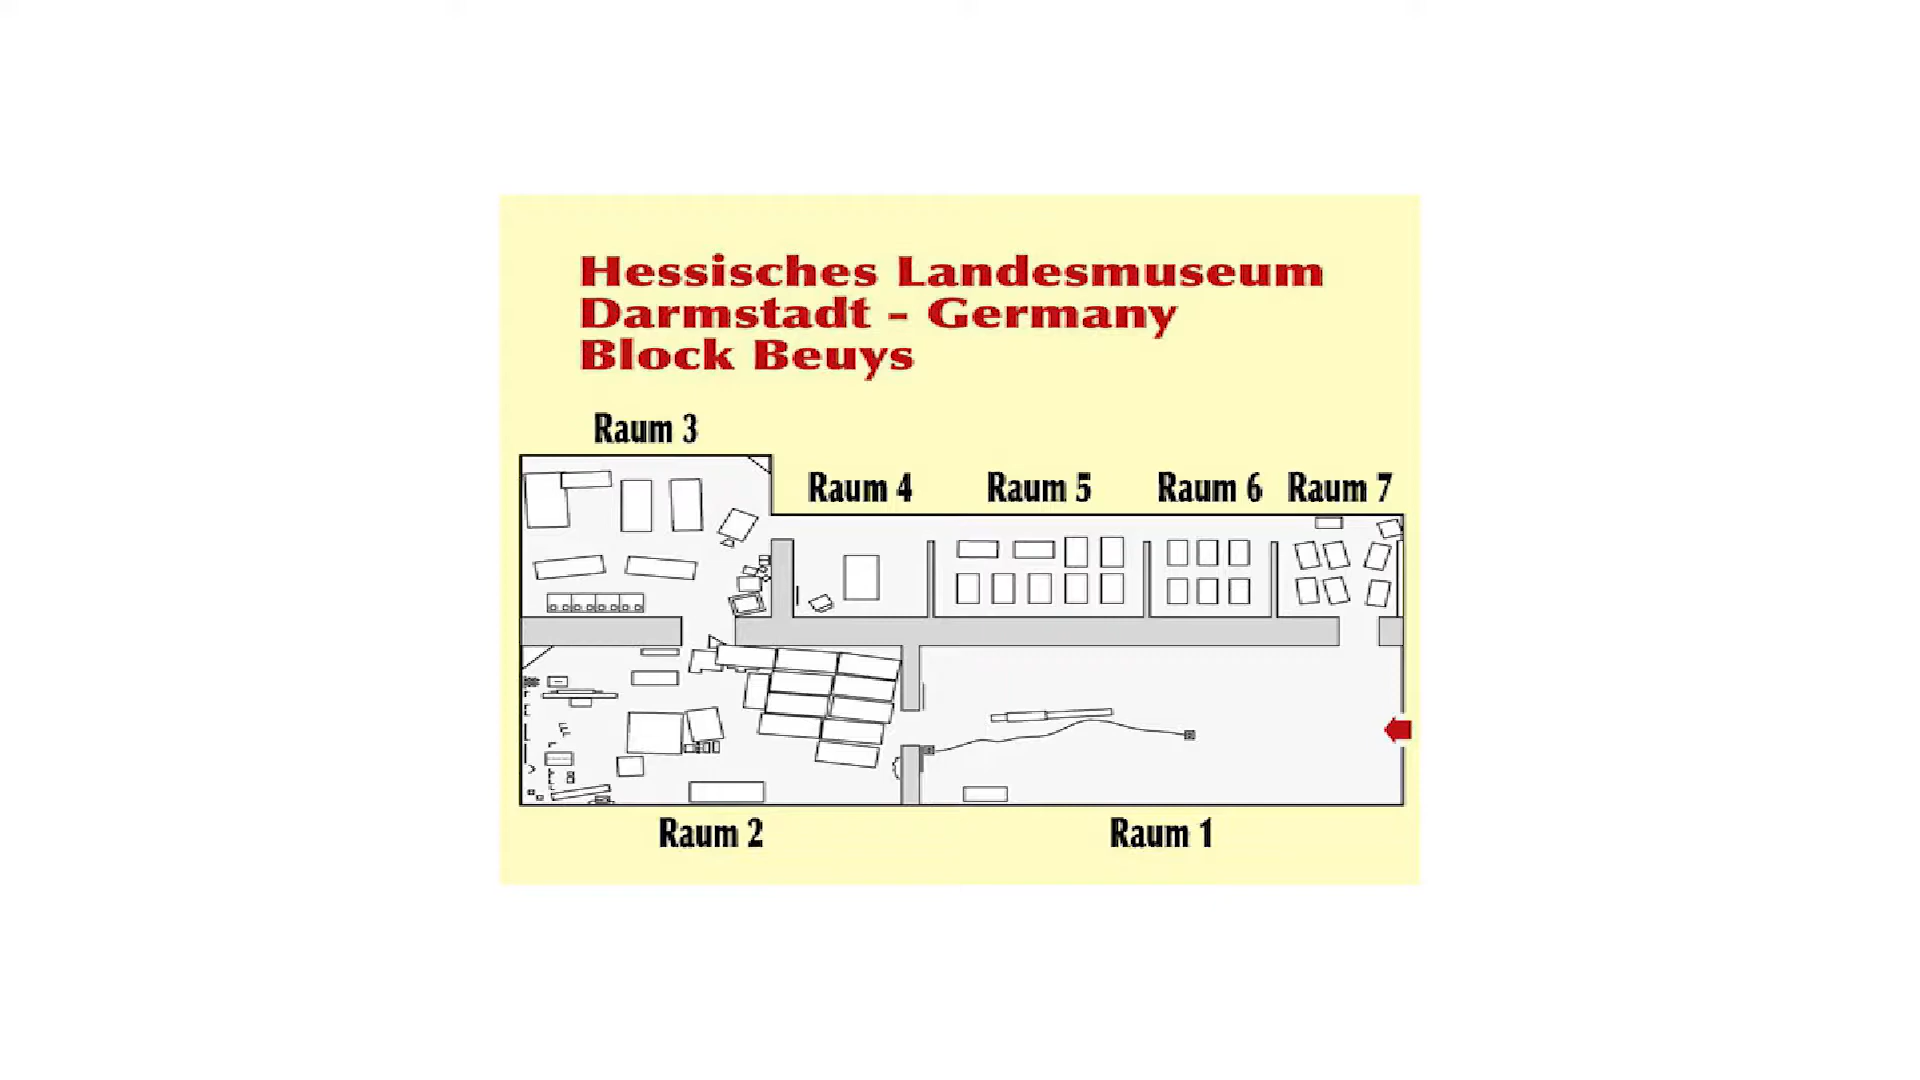 Hessisches Landesmuseum
Darmstadt - Germany
Block Beuys
Raum 3
Raum 4
Raum 5
Raum 6
Raum 7
Raum 2
Raum 1